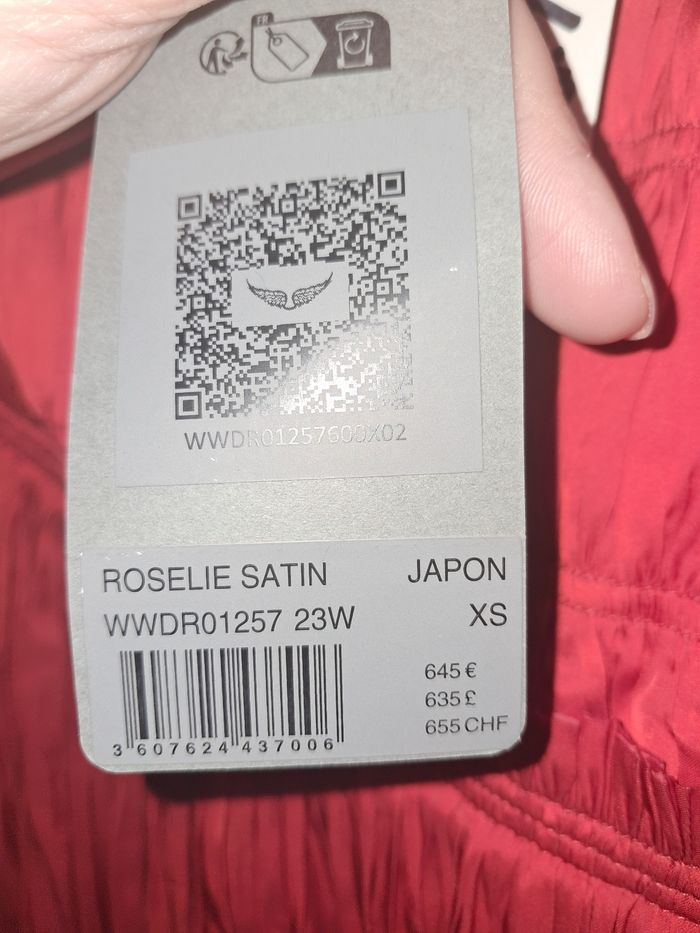 FR
WWDR01257600X02
ROSELIE SATIN JAPON
WWDR01257 23W XS
645 €
635 £
655 CHF
3 607624 437006